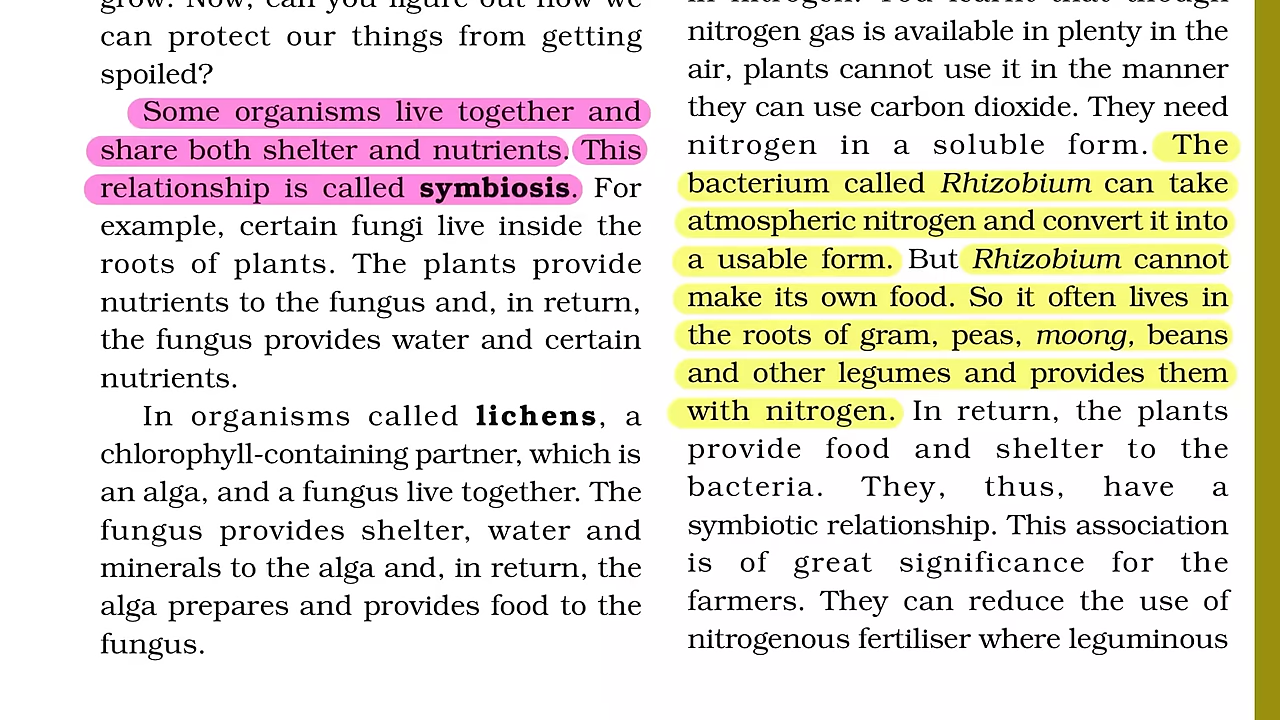 grow. Now, can you figure out how we
can protect our things from getting
spoiled?
Some organisms live together and
share both shelter and nutrients. This
relationship is called symbiosis. For
example, certain fungi live inside the
roots of plants. The plants provide
nutrients to the fungus and, in return,
the fungus provides water and certain
nutrients.
In organisms called lichens, a
chlorophyll-containing partner, which is
an alga, and a fungus live together. The
fungus provides shelter, water and
minerals to the alga and, in return, the
alga prepares and provides food to the
fungus.
in nitrogen. You learnt that though
nitrogen gas is available in plenty in the
air, plants cannot use it in the manner
they can use carbon dioxide. They need
nitrogen in a soluble form. The
bacterium called Rhizobium can take
atmospheric nitrogen and convert it into
a usable form. But Rhizobium cannot
make its own food. So it often lives in
the roots of gram, peas, moong, beans
and other legumes and provides them
with nitrogen. In return, the plants
provide food and shelter to the
bacteria. They, thus, have a
symbiotic relationship. This association
is of great significance for the
farmers. They can reduce the use of
nitrogenous fertiliser where leguminous